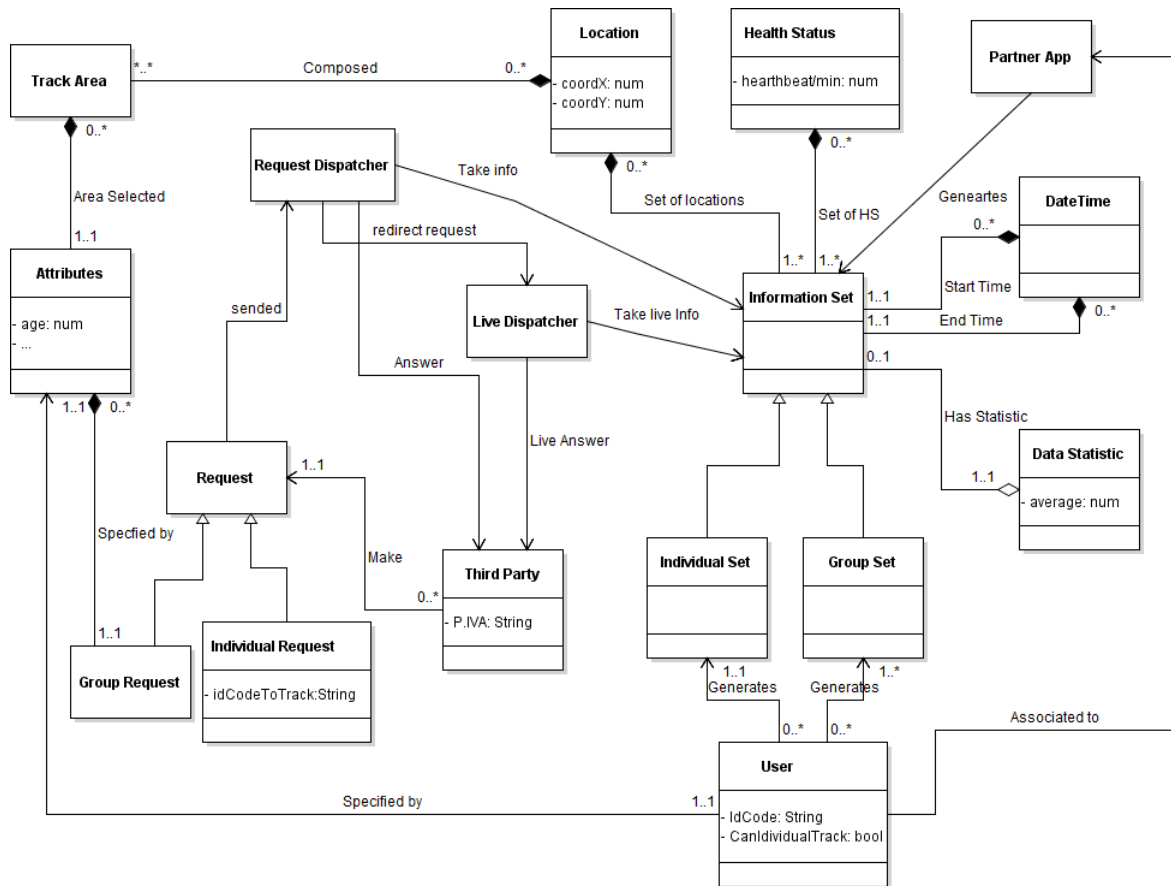 Location
- coordX: num
- coordY: num
Health Status
- hearthbeat/min: num
Partner App
Track Area
*..*
Composed
0..*
0..*
Request Dispatcher
Take info
0..*
0..*
Area Selected
Set of locations
Set of HS
Geneartes
DateTime
redirect request
0..*
1..1
Attributes
- age: num
- ...
1..*
1..*
Information Set
1..1
Start Time
sended
Live Dispatcher
Take live Info
1..1
End Time
0..*
0..1
Answer
1..1
0..*
Has Statistic
Live Answer
Request
1..1
Data Statistic
- average: num
1..1
Specfied by
Make
Individual Set
Group Set
Third Party
- P.IVA: String
0..*
1..1
Individual Request
- idCodeToTrack:String
Group Request
1..1
1..*
Generates
Generates
0..*
0..*
Associated to
User
- IdCode: String
- CanIdividualTrack: bool
Specified by
1..1